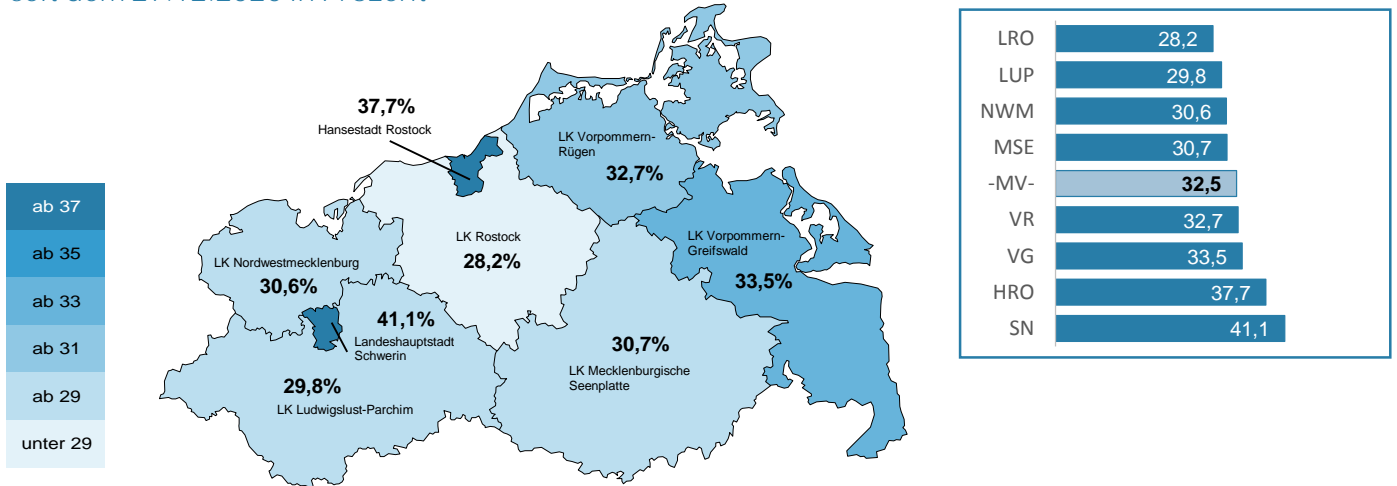 37,7%
Hansestadt Rostock
LK Vorpommern-
Rügen
32,7%
LK Rostock
28,2%
LK Vorpommern-
Greifswald
33,5%
LK Nordwestmecklenburg
30,6%
41,1%
Landeshauptstadt
Schwerin
30,7%
LK Mecklenburgische
Seenplatte
29,8%
LK Ludwigslust-Parchim
ab 37
ab 35
ab 33
ab 31
ab 29
unter 29
LRO 28,2
LUP 29,8
NWM 30,6
MSE 30,7
-MV- 32,5
VR 32,7
VG 33,5
HRO 37,7
SN 41,1